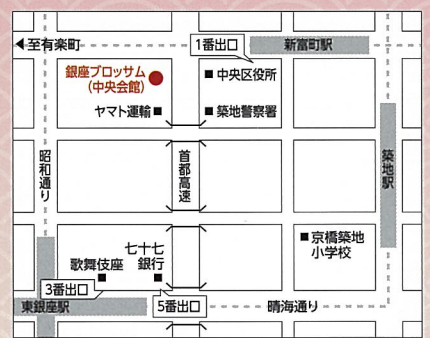 ◀至有楽町
1番出口
新富町駅
銀座ブロッサム
(中央会館)
■中央区役所
ヤマト運輸■
■築地警察署
昭和通り
首都高速
築地駅
■京橋築地
小学校
七十七
銀行
歌舞伎座
3番出口
東銀座駅
5番出口
晴海通り